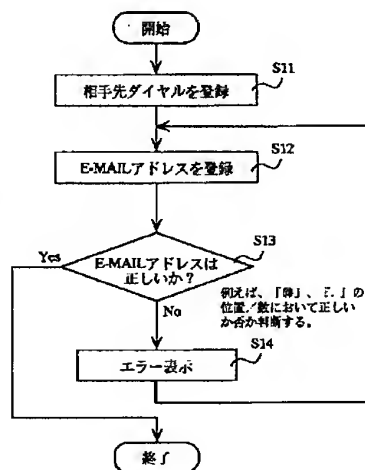 開始
S11
相手先ダイヤルを登録
S12
E-MAILアドレスを登録
S13
Yes
E-MAILアドレスは
正しいか？
例えば、「@」、「.」の
位置／数において正しい
か否か判断する。
No
S14
エラー表示
終了